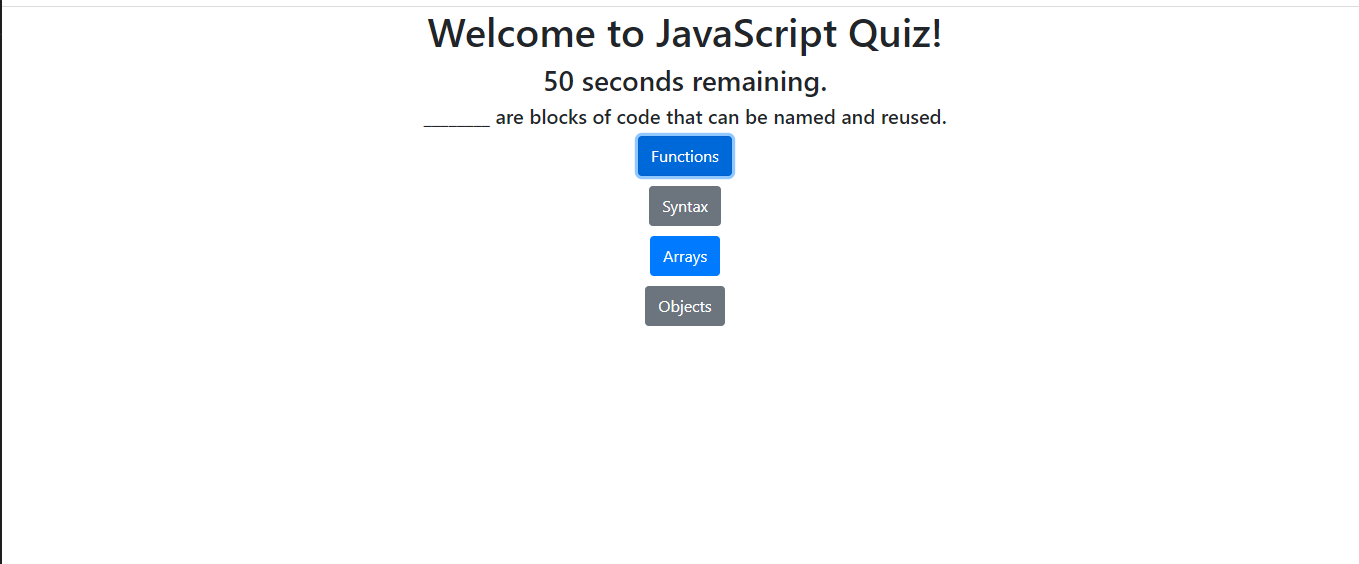 Welcome to JavaScript Quiz!
50 seconds remaining.
________ are blocks of code that can be named and reused.
Functions
Syntax
Arrays
Objects